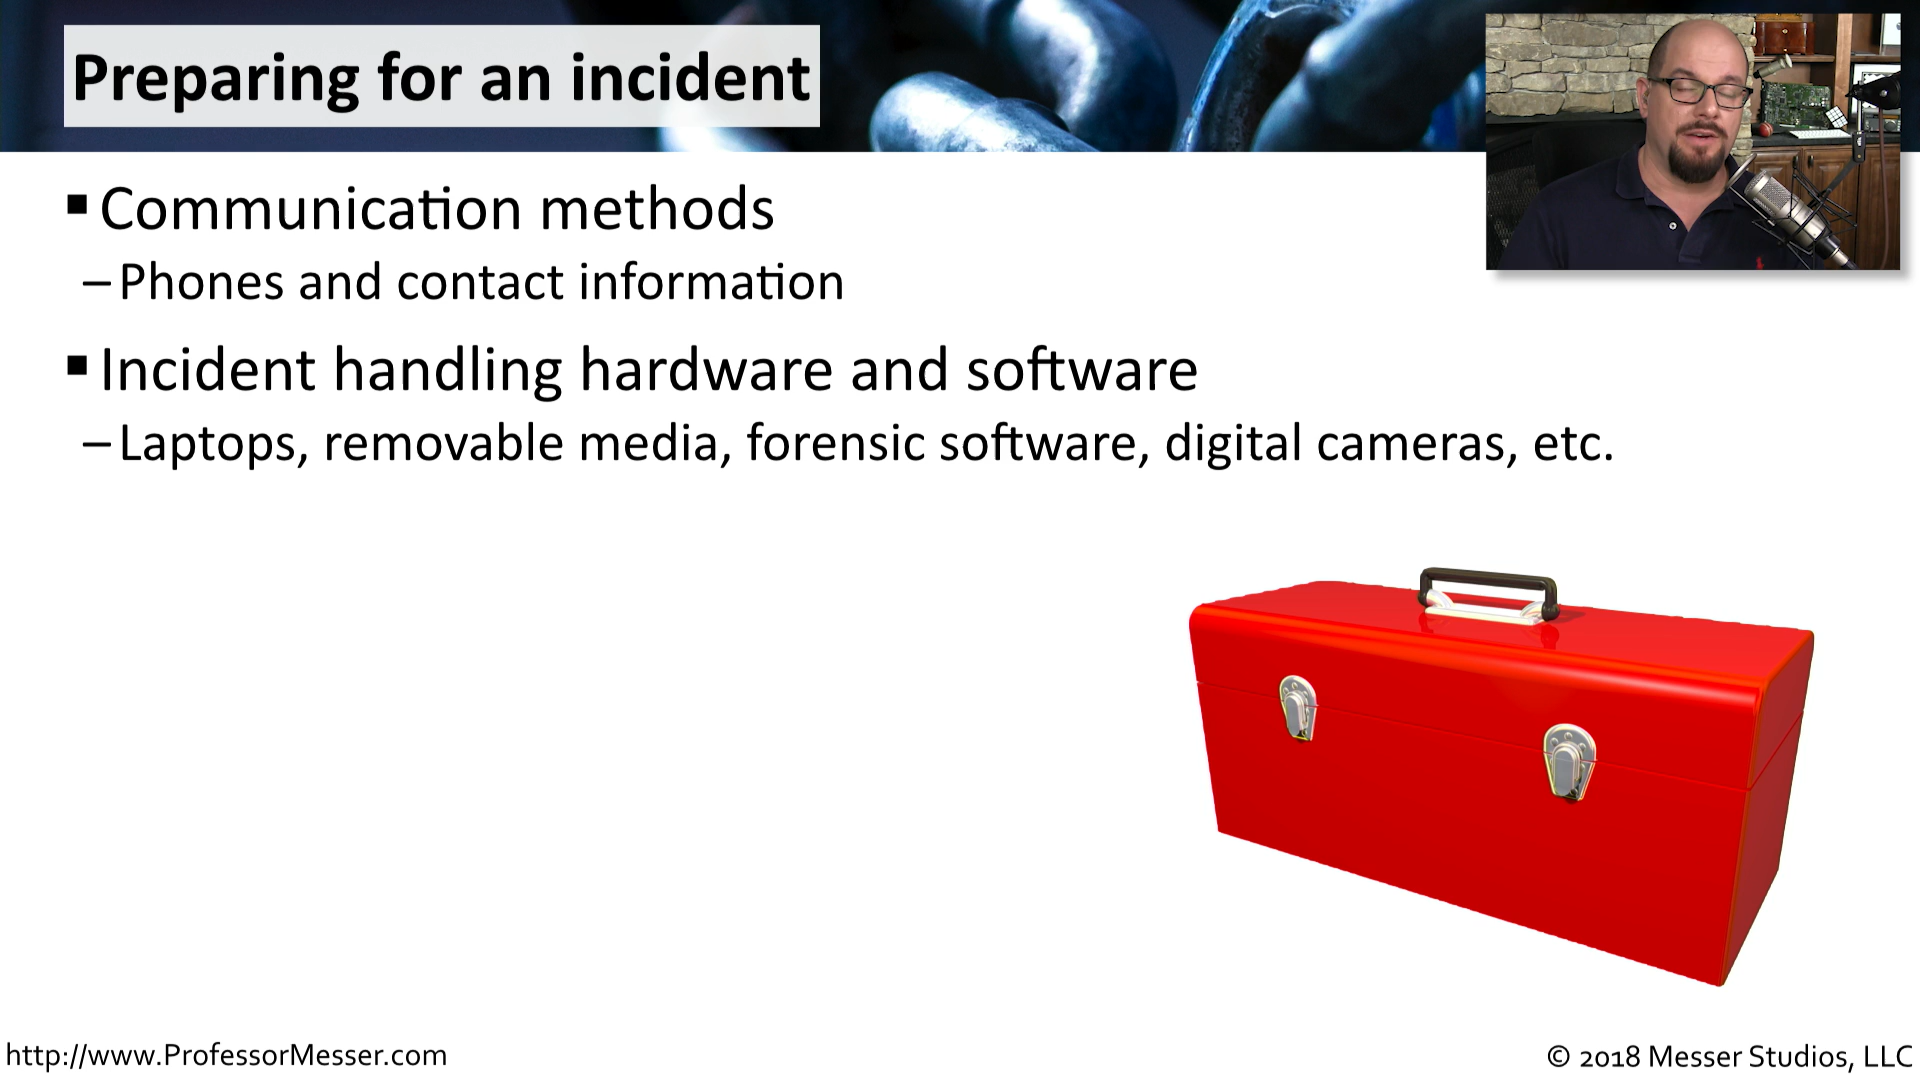 Preparing for an incident
▪ Communication methods
– Phones and contact information
▪ Incident handling hardware and software
– Laptops, removable media, forensic software, digital cameras, etc.
http://www.ProfessorMesser.com
© 2018 Messer Studios, LLC